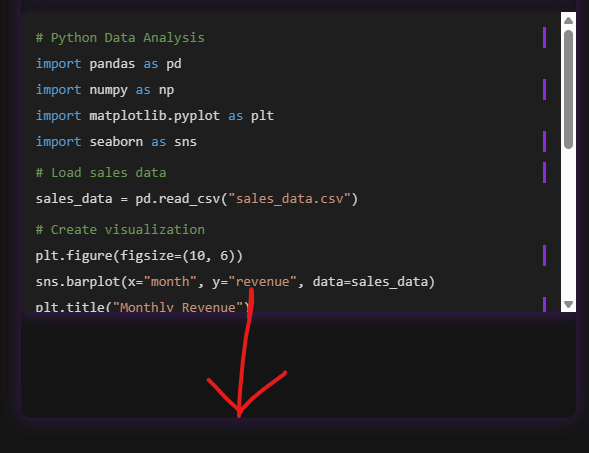 # Python Data Analysis
import pandas as pd
import numpy as np
import matplotlib.pyplot as plt
import seaborn as sns
# Load sales data
sales_data = pd.read_csv("sales_data.csv")
# Create visualization
plt.figure(figsize=(10, 6))
sns.barplot(x="month", y="revenue", data=sales_data)
plt.title("Monthly Revenue")